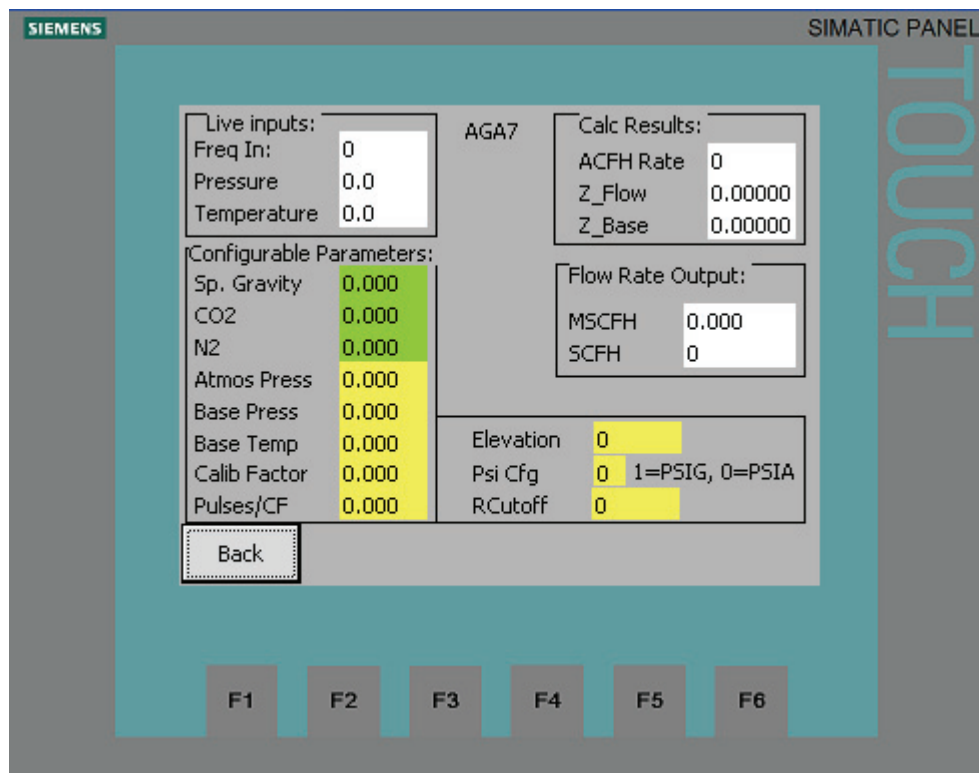 SIEMENS
SIMATIC PANEL
TOUCH
Live inputs:
Freq In: 0
Pressure 0.0
Temperature 0.0
AGA7
Calc Results:
ACFH Rate 0
Z_Flow 0.00000
Z_Base 0.00000
Configurable Parameters:
Sp. Gravity 0.000
CO2 0.000
N2 0.000
Atmos Press 0.000
Base Press 0.000
Base Temp 0.000
Calib Factor 0.000
Pulses/CF 0.000
Flow Rate Output:
MSCFH 0.000
SCFH 0
Elevation 0
Psi Cfg 0 1=PSIG, 0=PSIA
RCutoff 0
Back
F1 F2 F3 F4 F5 F6